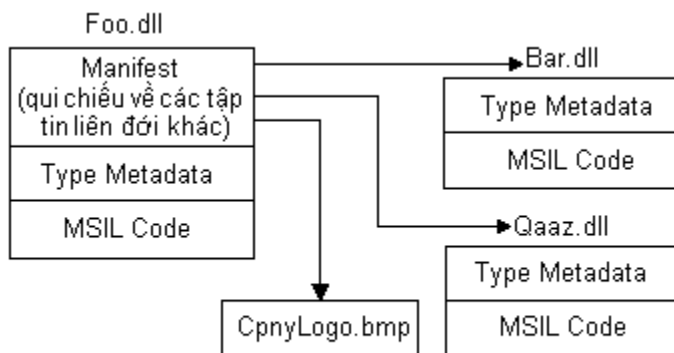 Foo.dll
Manifest
(qui chiếu về các tập
tin liên đới khác)
Type Metadata
MSIL Code
Bar.dll
Type Metadata
MSIL Code
Qaaz.dll
Type Metadata
MSIL Code
CpnyLogo.bmp